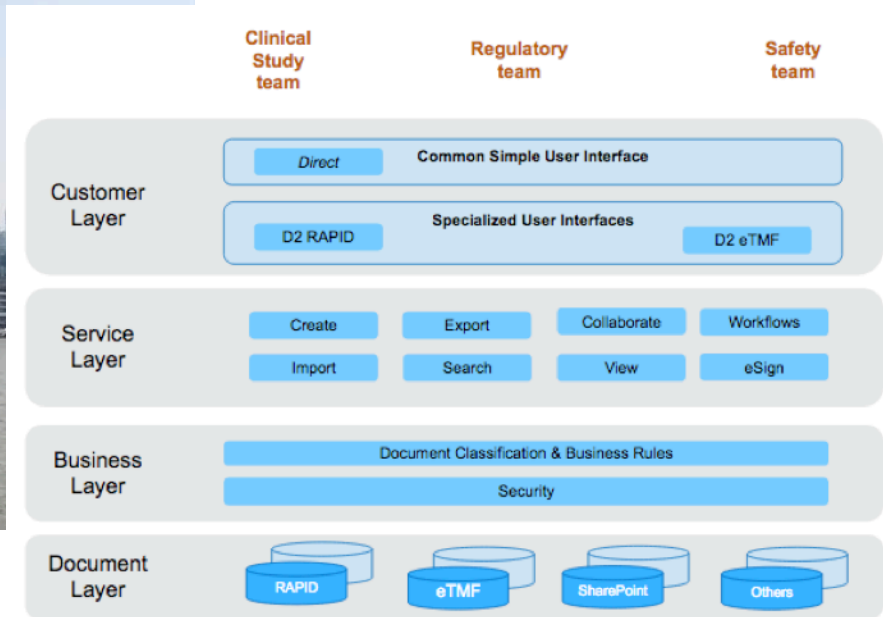 Clinical
Study
team
Regulatory
team
Safety
team
Customer
Layer
Direct
Common Simple User Interface
Specialized User Interfaces
D2 RAPID
D2 eTMF
Service
Layer
Create
Export
Collaborate
Workflows
Import
Search
View
eSign
Business
Layer
Document Classification & Business Rules
Security
Document
Layer
RAPID
eTMF
SharePoint
Others